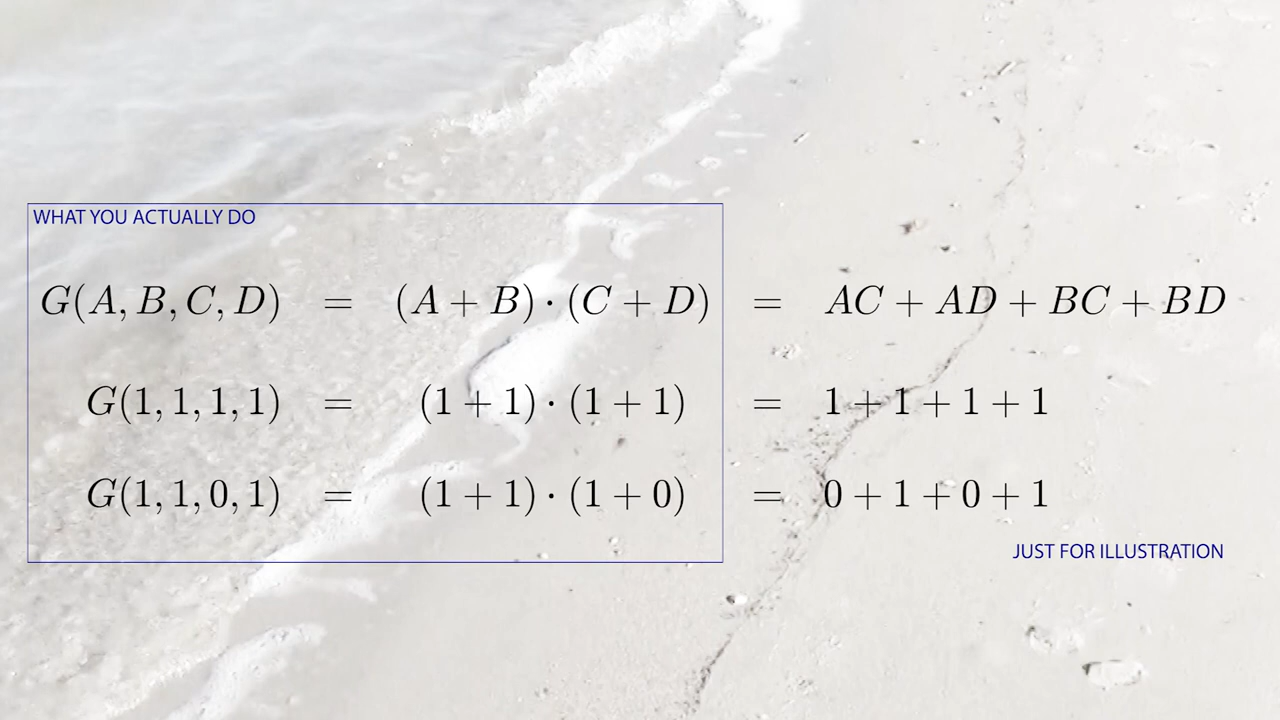 WHAT YOU ACTUALLY DO
G(A, B, C, D) = (A + B) · (C + D) = AC + AD + BC + BD
G(1, 1, 1, 1) = (1 + 1) · (1 + 1) = 1 + 1 + 1 + 1
G(1, 1, 0, 1) = (1 + 1) · (1 + 0) = 0 + 1 + 0 + 1
JUST FOR ILLUSTRATION